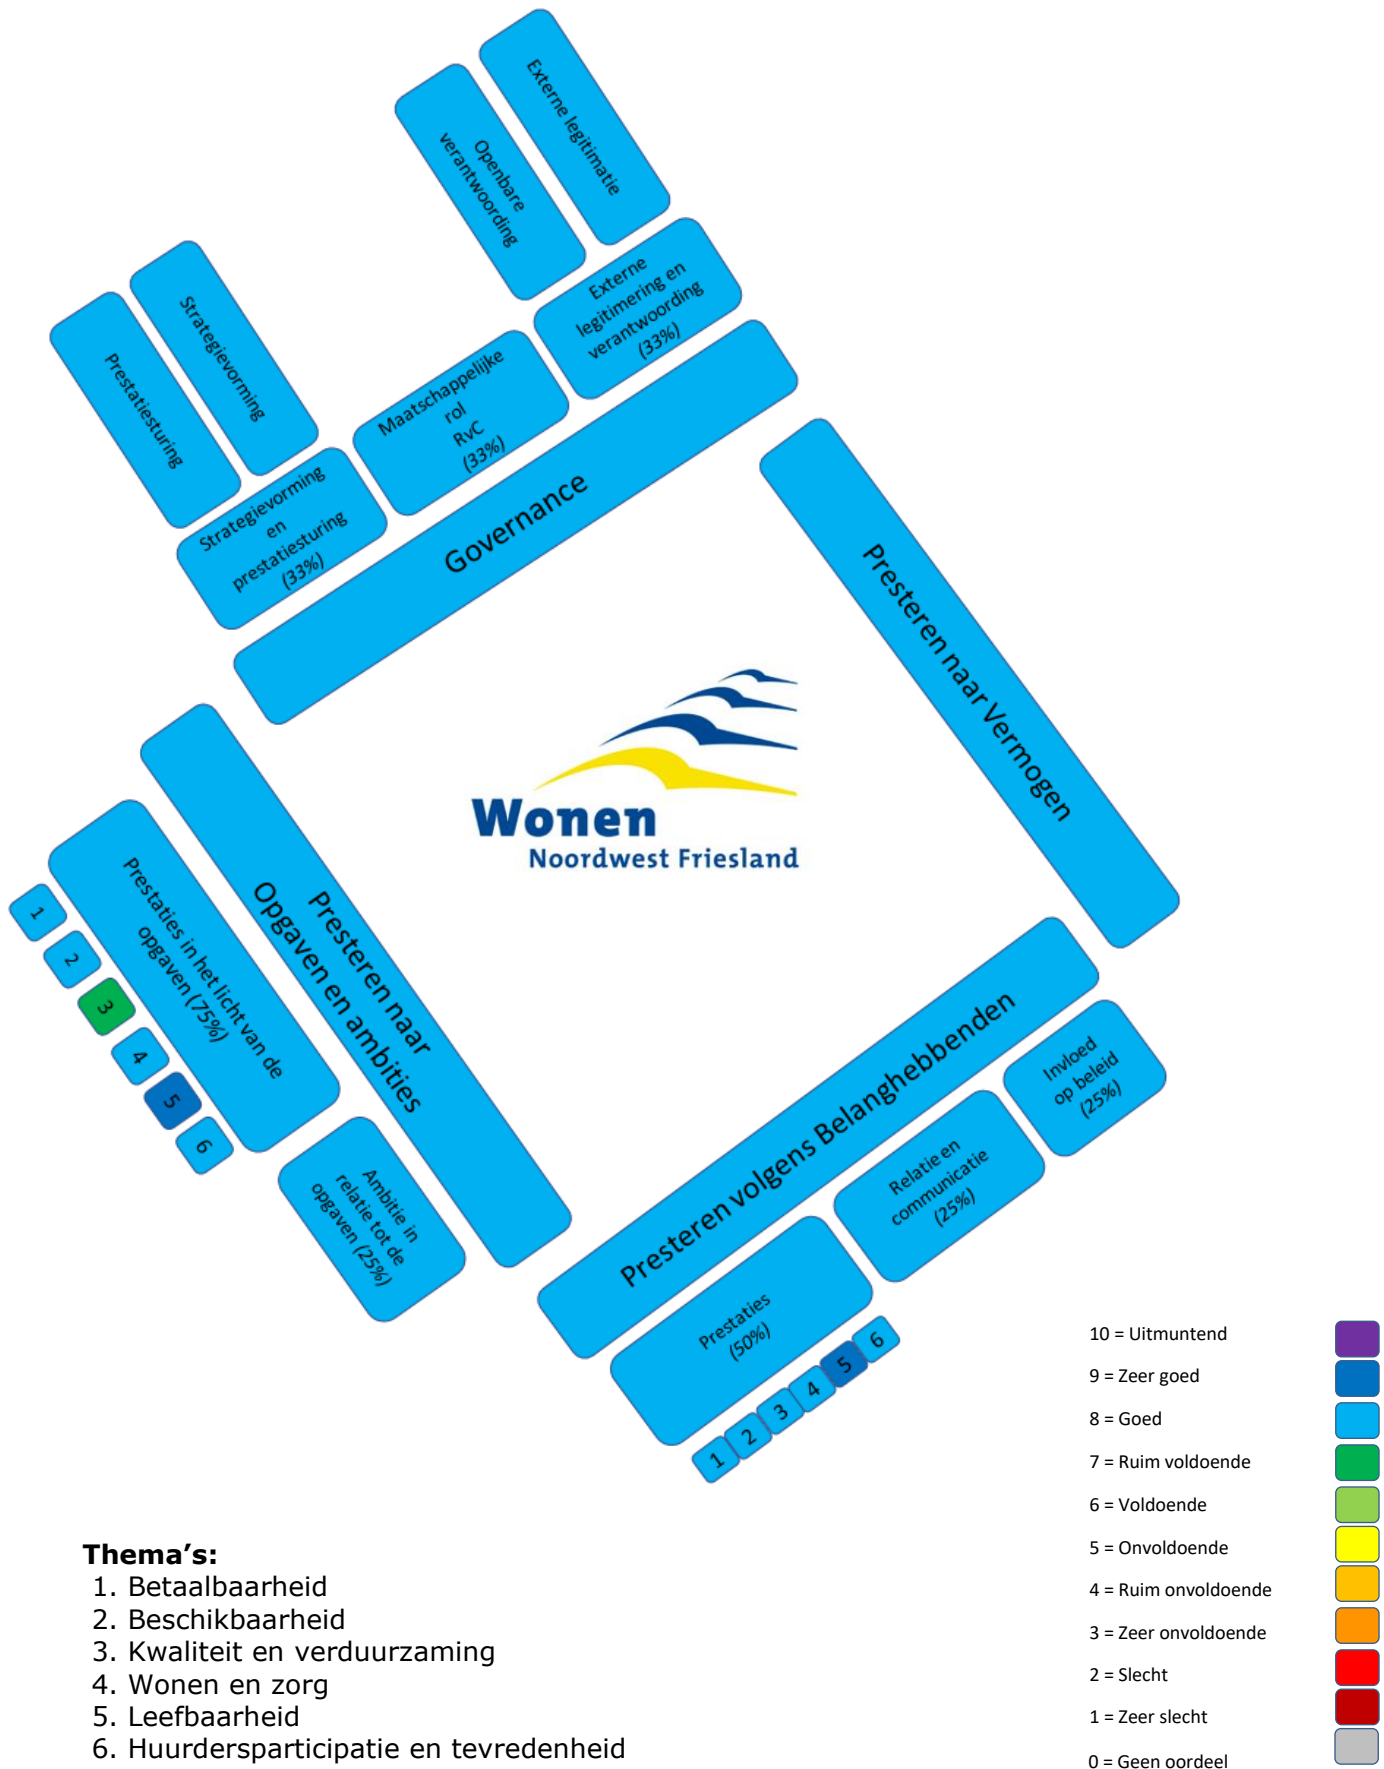 Externe legitimatie
Openbare
verantwoording
Externe
legitimering en
verantwoording
(33%)
Strategievorming
Prestatiesturing
Maatschappelijke
rol
RvC
(33%)
Strategievorming
en
prestatiesturing
(33%)
Governance
Presteren naar Vermogen
Wonen
Noordwest Friesland
Presteren naar
Opgaven en ambities
Prestaties in het licht van de
opgaven (75%)
1
2
3
4
5
6
Ambitie in
relatie tot de
opgaven (25%)
Presteren volgens Belanghebbenden
Invloed
op beleid
(25%)
Relatie en
communicatie
(25%)
Prestaties
(50%)
1
2
3
4
5
6
10 = Uitmuntend
9 = Zeer goed
8 = Goed
7 = Ruim voldoende
6 = Voldoende
5 = Onvoldoende
4 = Ruim onvoldoende
3 = Zeer onvoldoende
2 = Slecht
1 = Zeer slecht
0 = Geen oordeel
Thema's:
1. Betaalbaarheid
2. Beschikbaarheid
3. Kwaliteit en verduurzaming
4. Wonen en zorg
5. Leefbaarheid
6. Huurdersparticipatie en tevredenheid